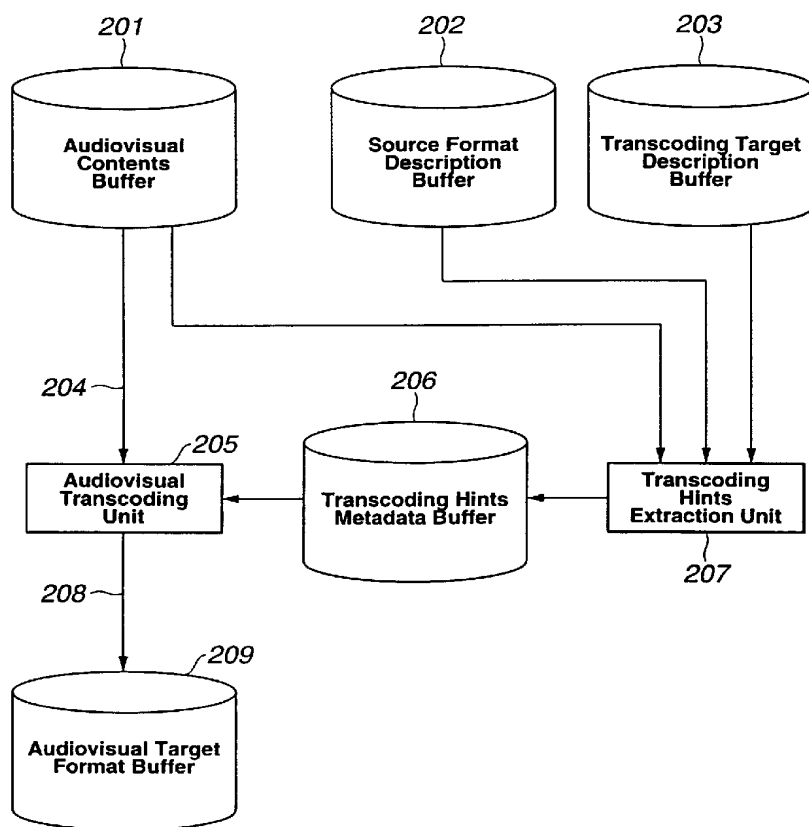 201
202
203
Audiovisual
Contents
Buffer
Source Format
Description
Buffer
Transcoding Target
Description
Buffer
204
206
205
Audiovisual
Transcoding
Unit
Transcoding Hints
Metadata Buffer
Transcoding
Hints
Extraction Unit
207
208
209
Audiovisual Target
Format Buffer